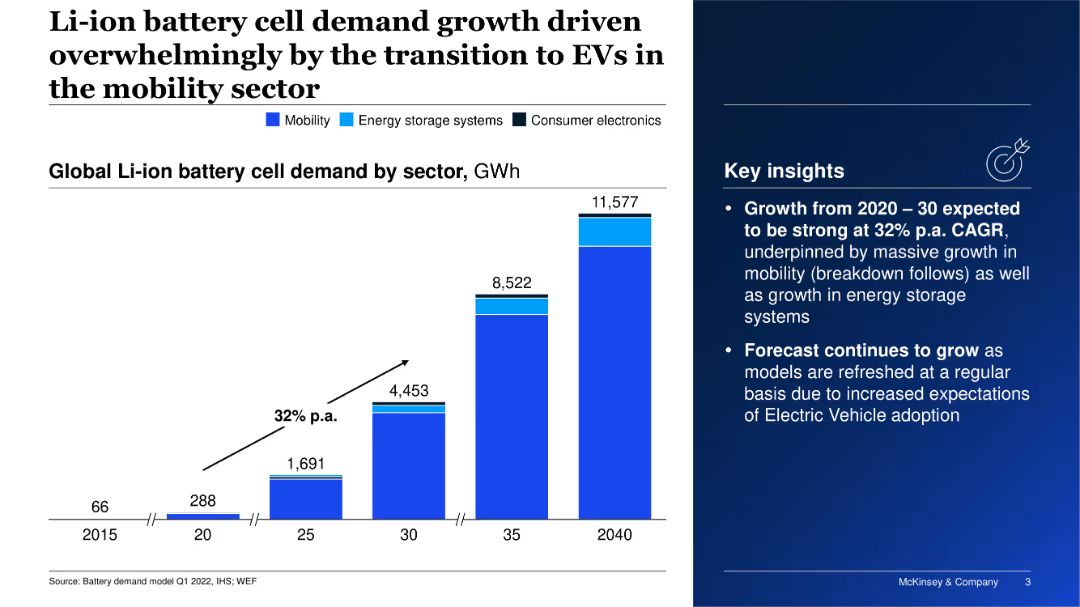 Li-ion battery cell demand growth driven
overwhelmingly by the transition to EVs in
the mobility sector
Mobility
Energy storage systems
Consumer electronics
Global Li-ion battery cell demand by sector, GWh
11,577
8,522
4,453
32% p.a.
1,691
288
66
2015
20
25
30
35
2040
Source: Battery demand model Q1 2022, IHS; WEF
Key insights
• Growth from 2020 – 30 expected
to be strong at 32% p.a. CAGR,
underpinned by massive growth in
mobility (breakdown follows) as well
as growth in energy storage
systems
• Forecast continues to grow as
models are refreshed at a regular
basis due to increased expectations
of Electric Vehicle adoption
McKinsey & Company 3